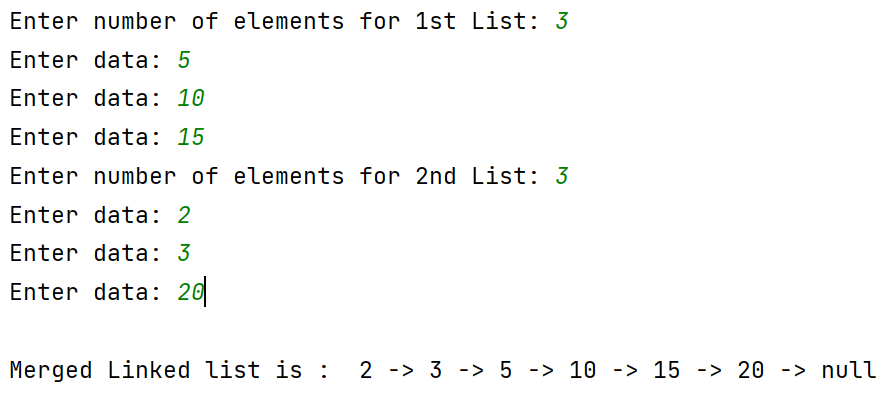 Enter number of elements for 1st List: 3
Enter data: 5
Enter data: 10
Enter data: 15
Enter number of elements for 2nd List: 3
Enter data: 2
Enter data: 3
Enter data: 20
Merged Linked list is :  2 -> 3 -> 5 -> 10 -> 15 -> 20 -> null